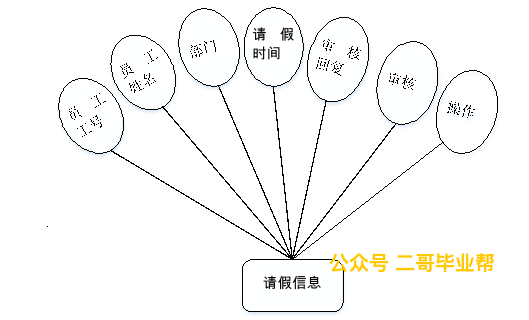 员 工
工号
员 工
姓名
部门
请 假
时间
审 核
回复
审核
操作
请假信息
公众号 二哥毕业帮